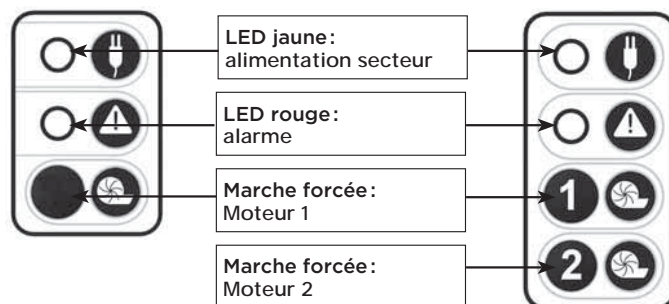 LED jaune :
alimentation secteur
LED rouge :
alarme
Marche forcée :
Moteur 1
1
Marche forcée :
Moteur 2
2